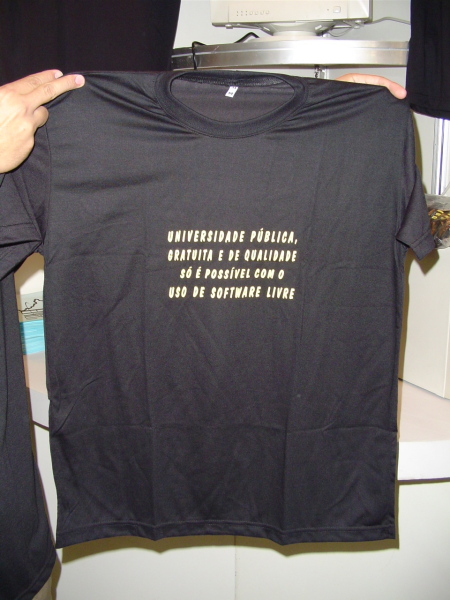 UNIVERSIDADE PÚBLICA,
GRATUITA E DE QUALIDADE
SÓ É POSSÍVEL COM O
USO DE SOFTWARE LIVRE